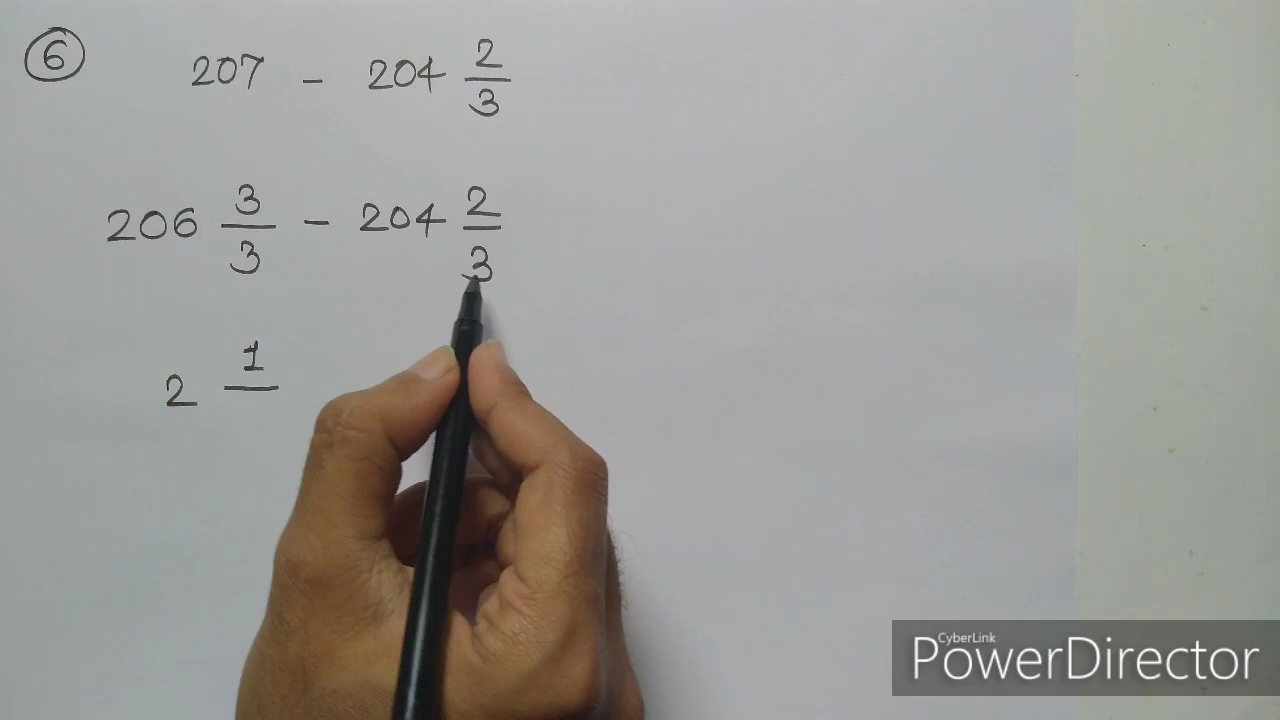 6 207 - 204 2/3
206 3/3 - 204 2/3
2 1/
CyberLink
PowerDirector